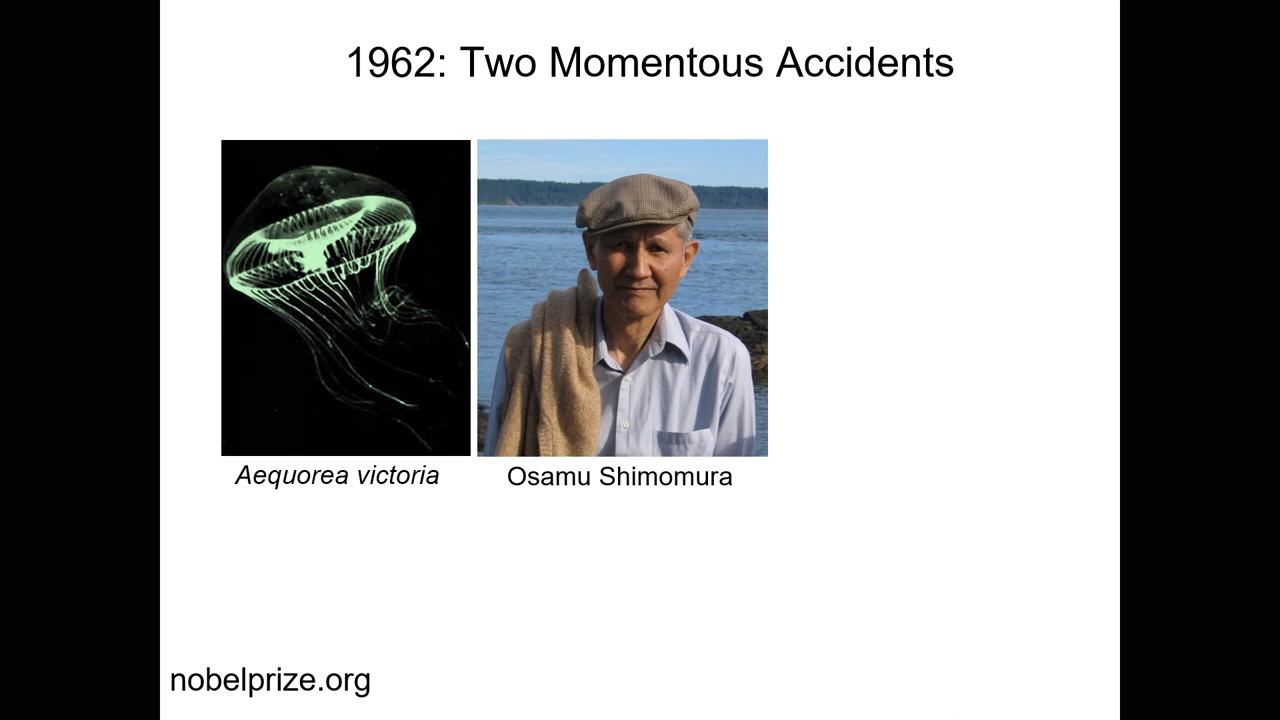 1962: Two Momentous Accidents
Aequorea victoria
Osamu Shimomura
nobelprize.org